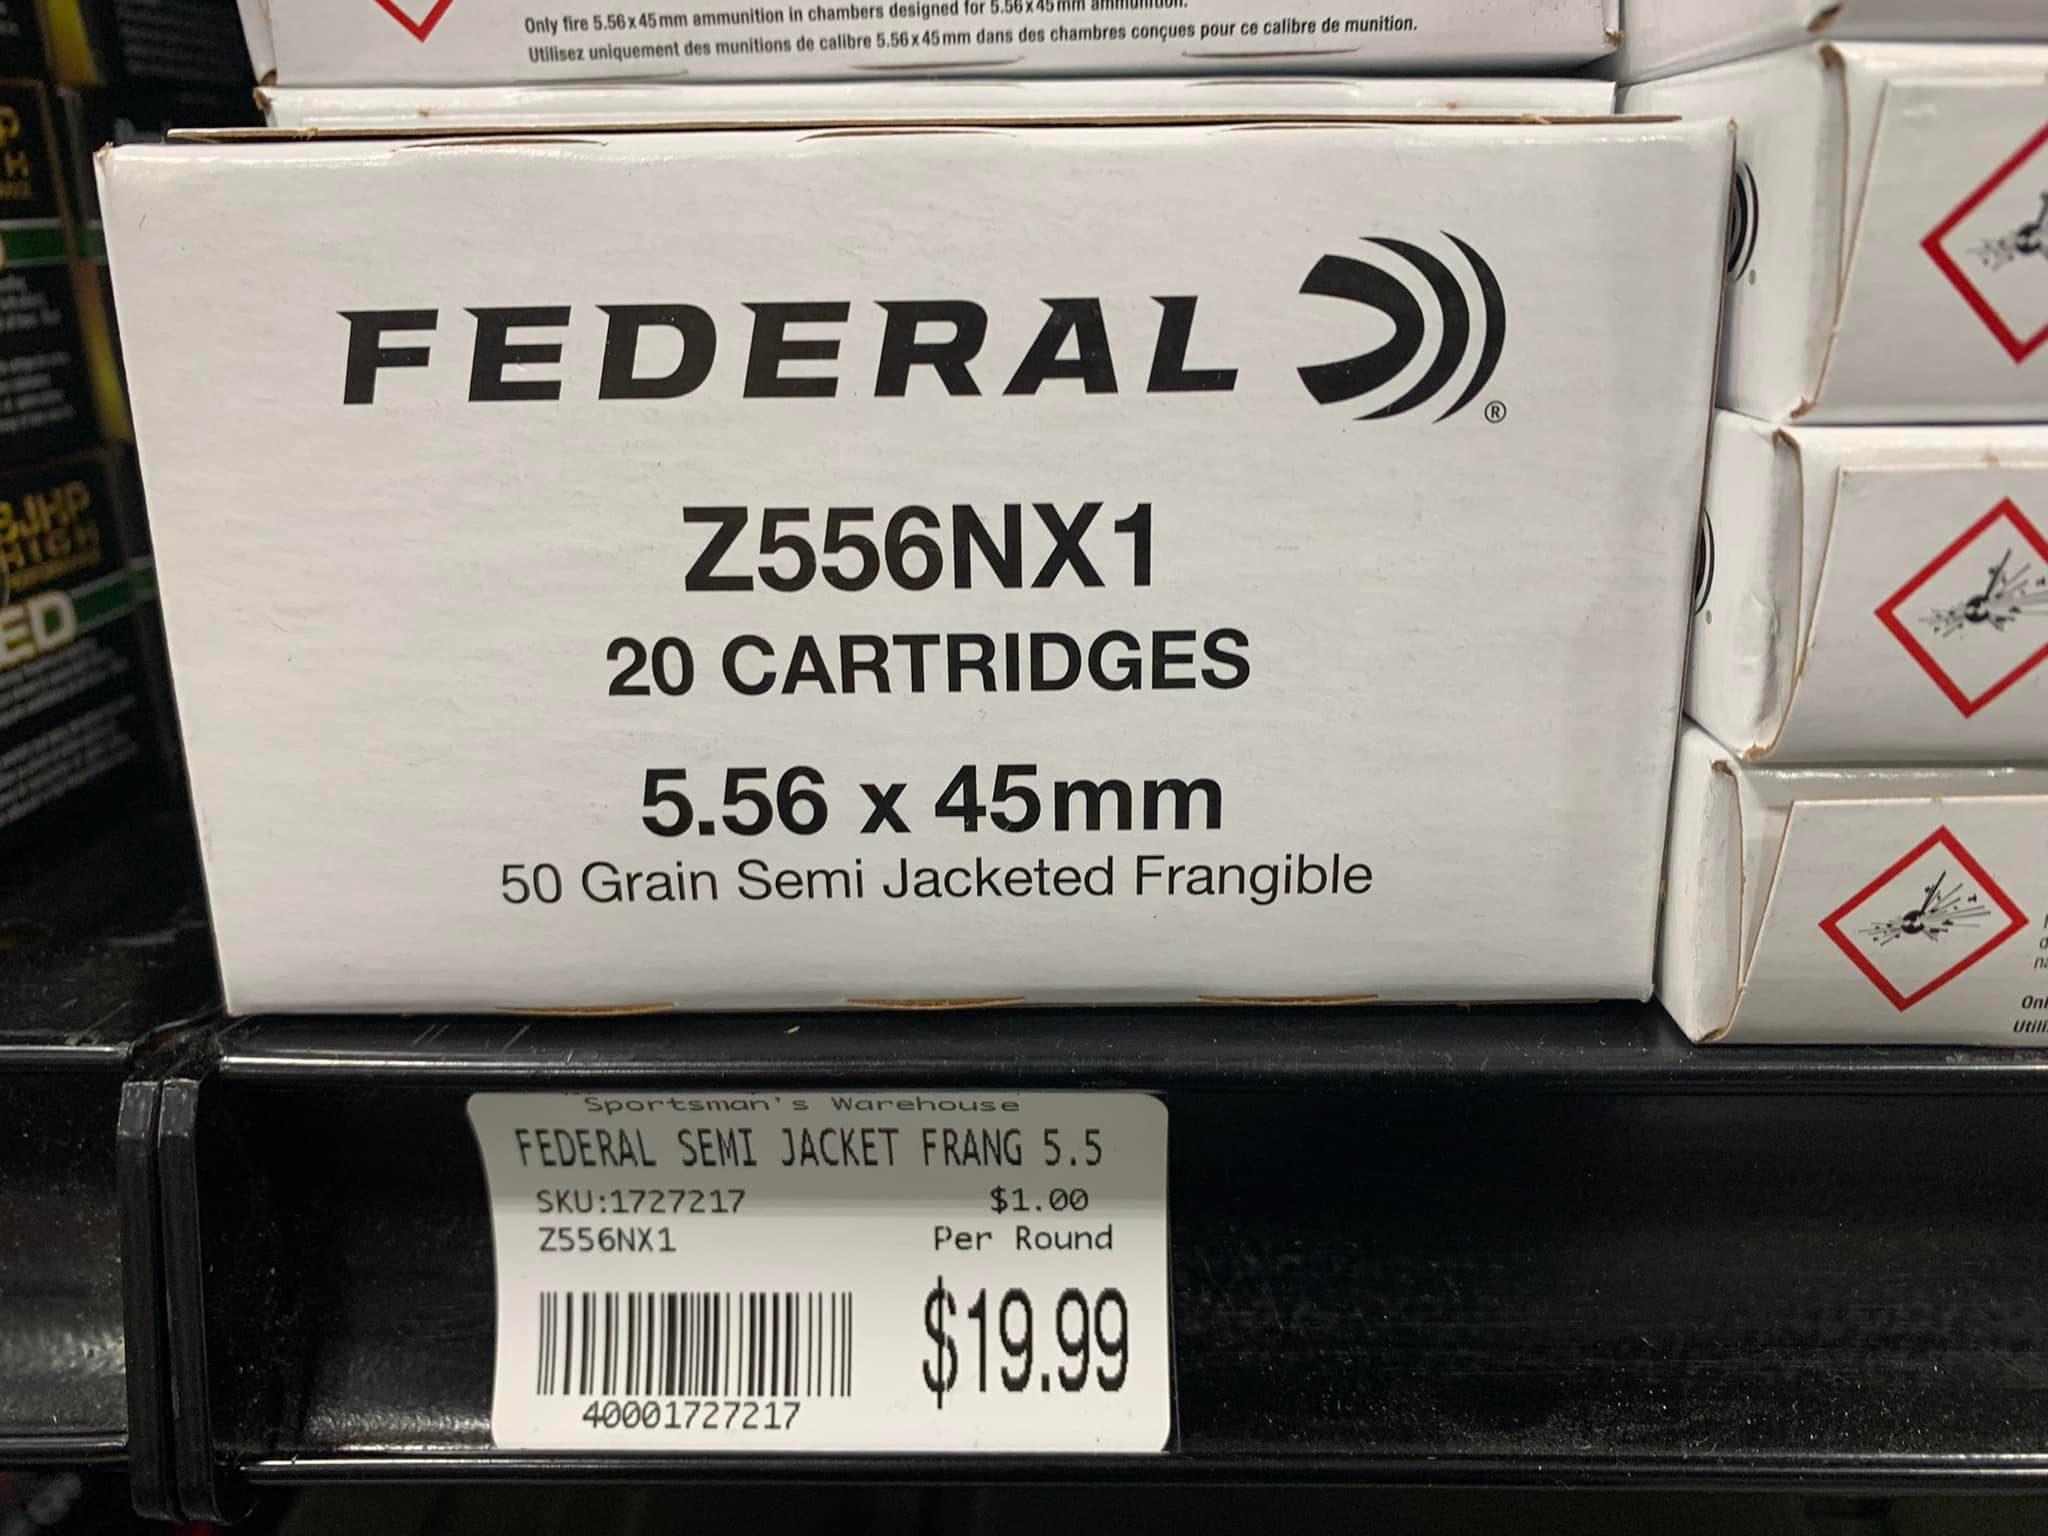 Only fire 5.56x45mm ammunition in chambers designed for 5.56x45mm ammunition.
Utilisez uniquement des munitions de calibre 5.56x45mm dans des chambres conçues pour ce calibre de munition.
FEDERAL ®
Z556NX1
20 CARTRIDGES
5.56 x 45mm
50 Grain Semi Jacketed Frangible
JHP
HIGH
ED
Sportsman's Warehouse
FEDERAL SEMI JACKET FRANG 5.5
SKU:1727217 $1.00
Z556NX1 Per Round
$19.99
40001727217